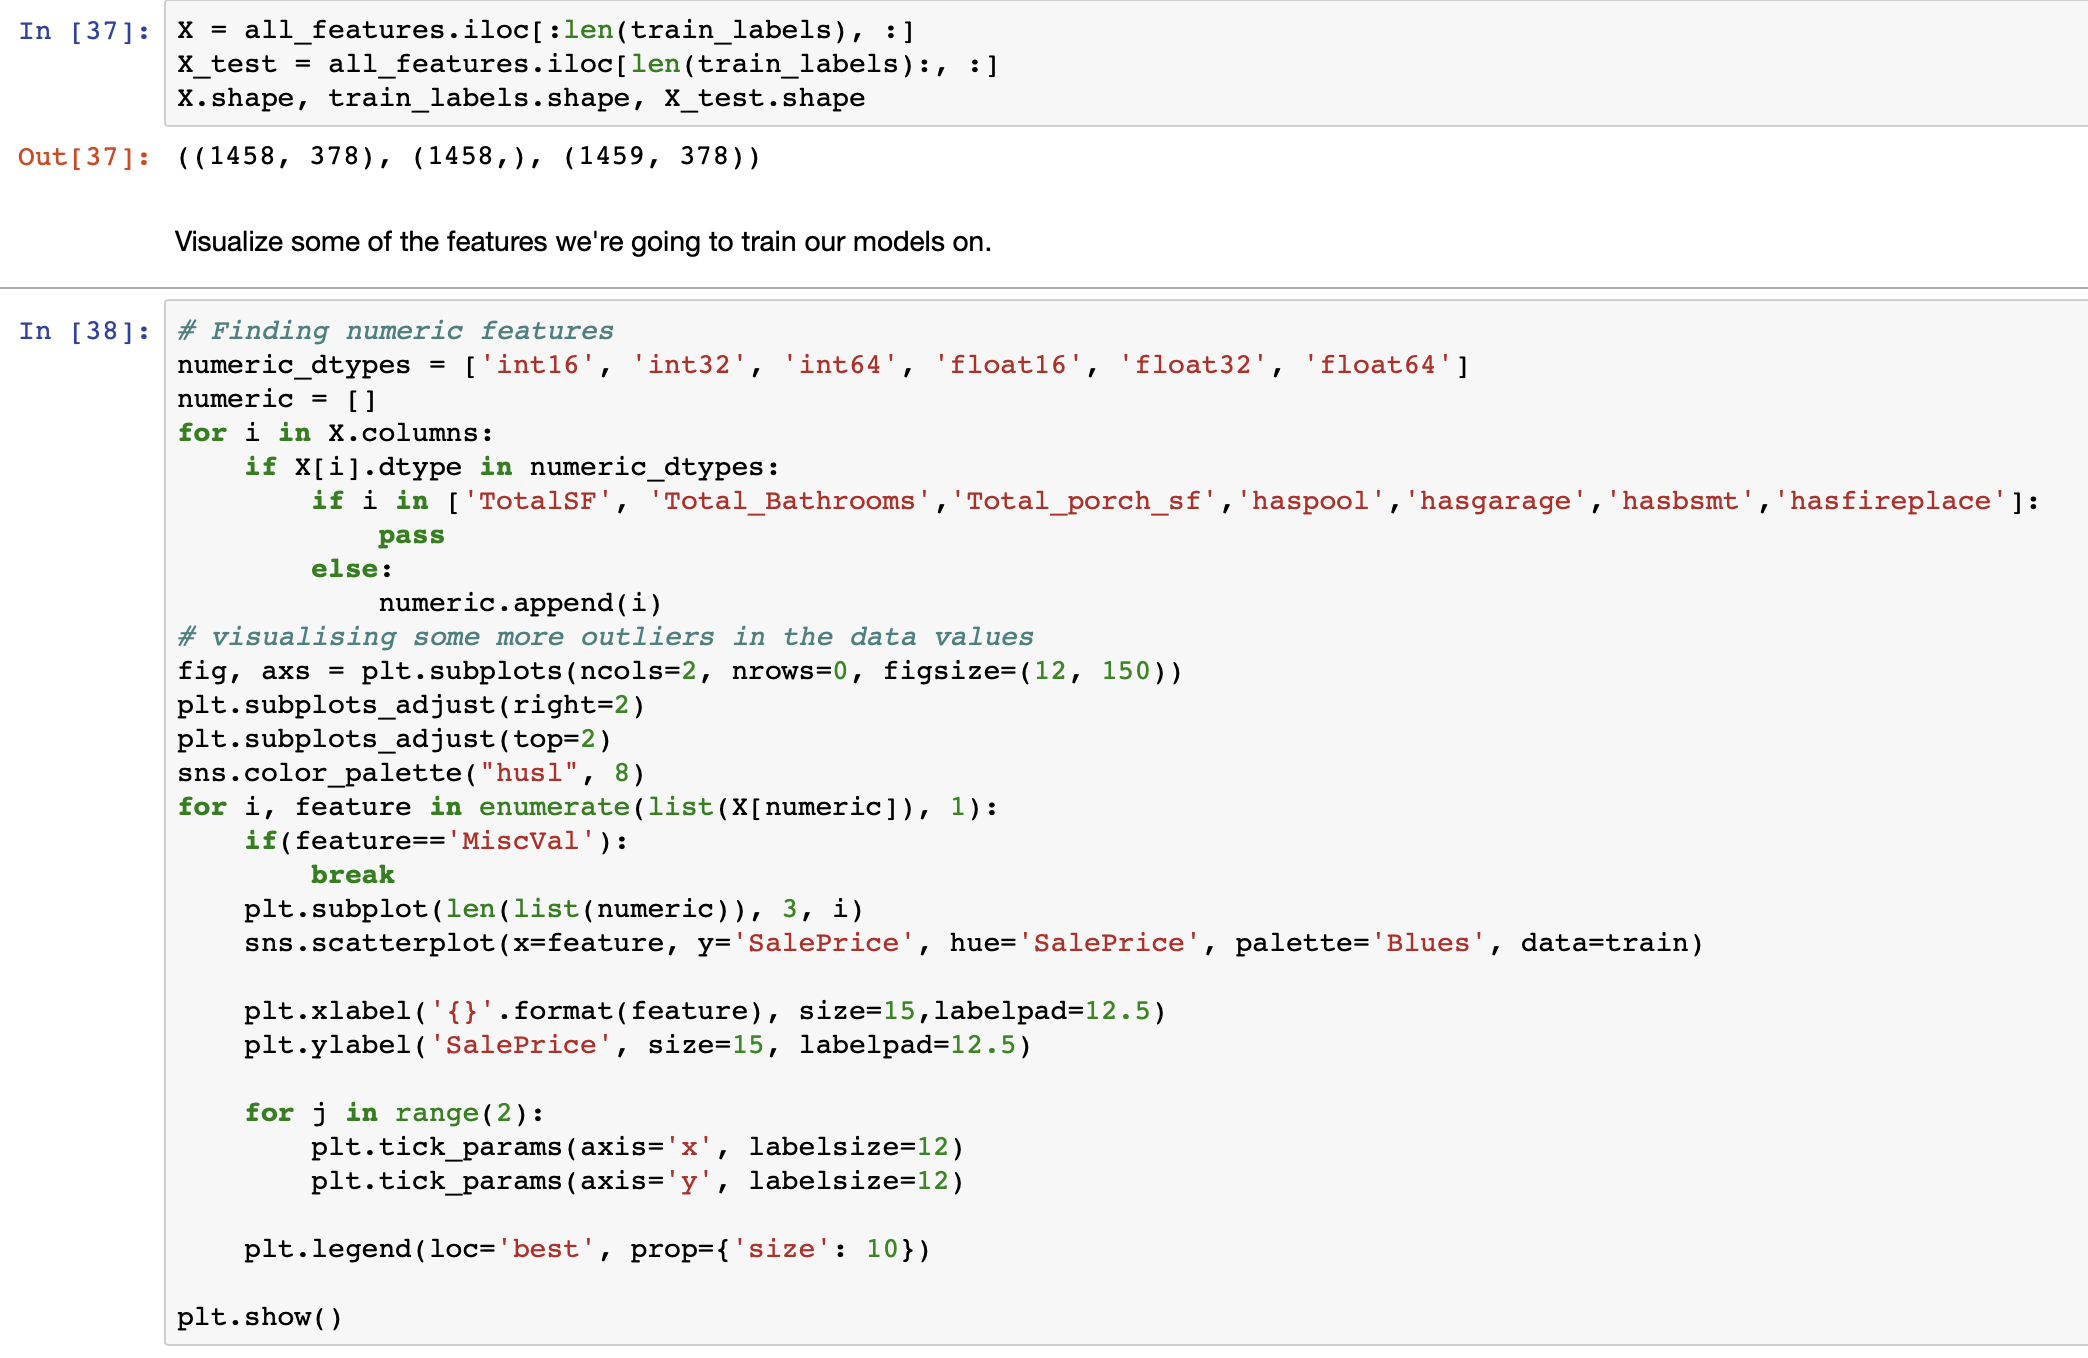 In [37]: X = all_features.iloc[:len(train_labels), :]
X_test = all_features.iloc[len(train_labels):, :]
X.shape, train_labels.shape, X_test.shape
Out[37]: ((1458, 378), (1458,), (1459, 378))
Visualize some of the features we're going to train our models on.
In [38]: # Finding numeric features
numeric_dtypes = ['int16', 'int32', 'int64', 'float16', 'float32', 'float64']
numeric = []
for i in X.columns:
    if X[i].dtype in numeric_dtypes:
        if i in ['TotalSF', 'Total_Bathrooms','Total_porch_sf','haspool','hasgarage','hasbsmt','hasfireplace']:
            pass
        else:
            numeric.append(i)
# visualising some more outliers in the data values
fig, axs = plt.subplots(ncols=2, nrows=0, figsize=(12, 150))
plt.subplots_adjust(right=2)
plt.subplots_adjust(top=2)
sns.color_palette("husl", 8)
for i, feature in enumerate(list(X[numeric]), 1):
    if(feature=='MiscVal'):
        break
    plt.subplot(len(list(numeric)), 3, i)
    sns.scatterplot(x=feature, y='SalePrice', hue='SalePrice', palette='Blues', data=train)
    plt.xlabel('{}'.format(feature), size=15,labelpad=12.5)
    plt.ylabel('SalePrice', size=15, labelpad=12.5)
    for j in range(2):
        plt.tick_params(axis='x', labelsize=12)
        plt.tick_params(axis='y', labelsize=12)
    plt.legend(loc='best', prop={'size': 10})
plt.show()